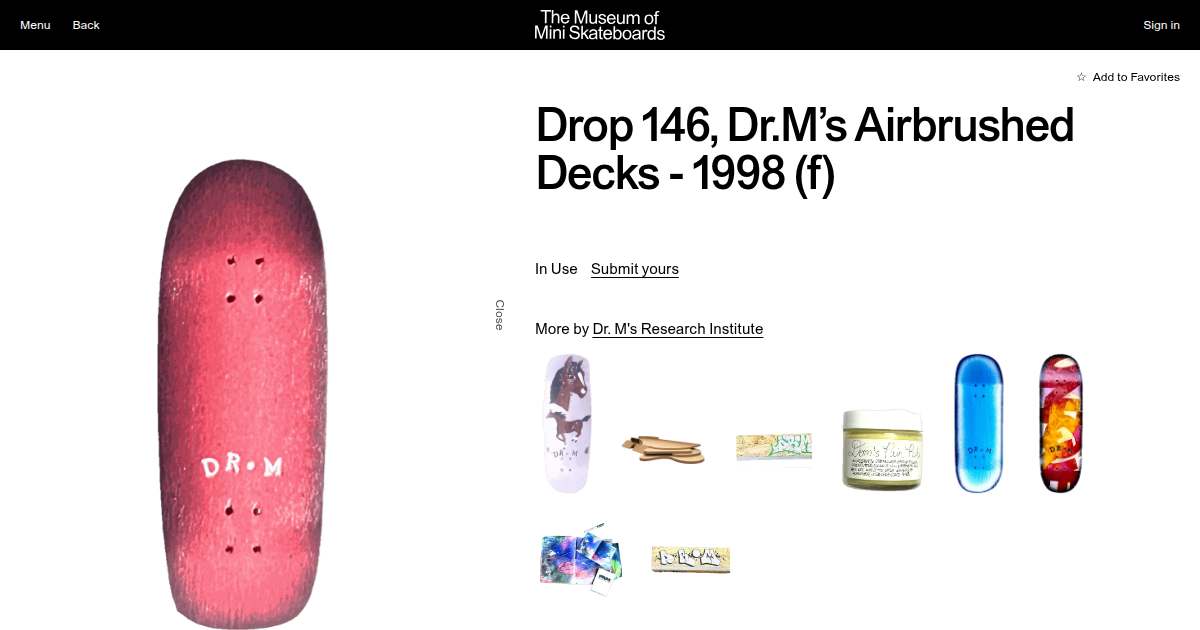 Menu
Back
The Museum of
Mini Skateboards
Sign in
☆ Add to Favorites
Drop 146, Dr.M’s Airbrushed
Decks - 1998 (f)
In Use
Submit yours
Close
More by Dr. M's Research Institute
DR•M
DR•M
DR•M